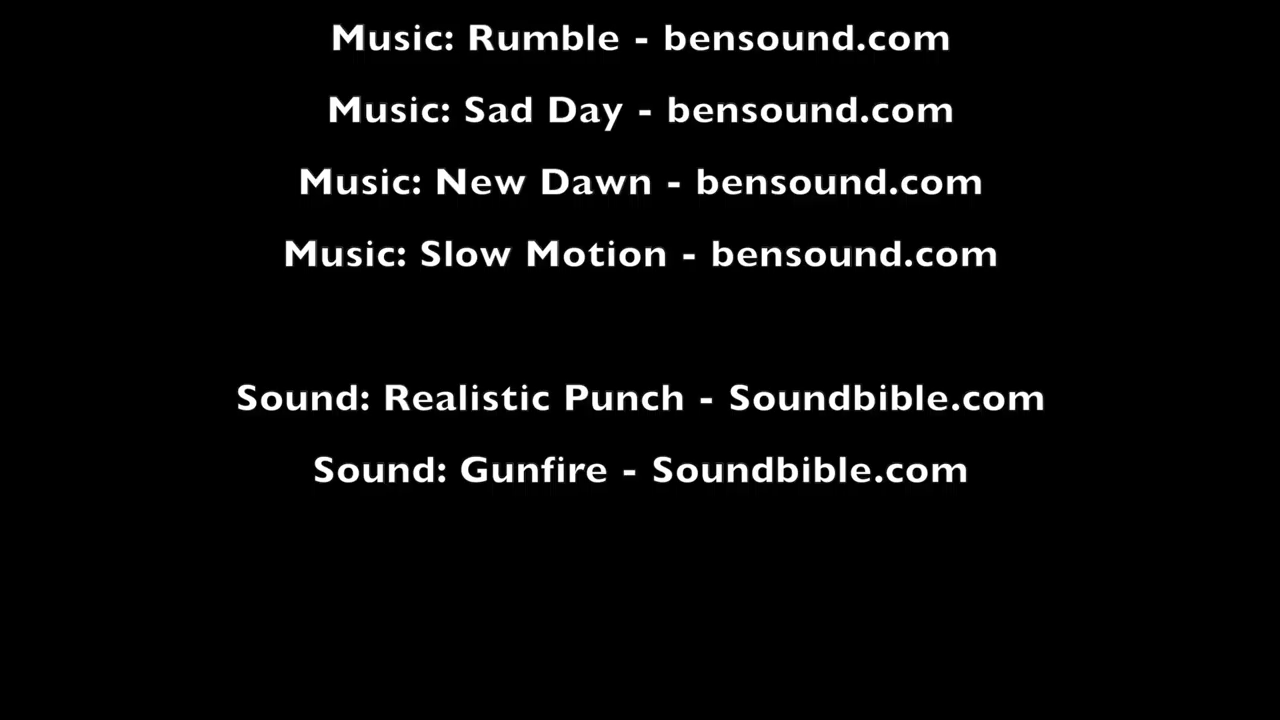 Music: Rumble - bensound.com
Music: Sad Day - bensound.com
Music: New Dawn - bensound.com
Music: Slow Motion - bensound.com
Sound: Realistic Punch - Soundbible.com
Sound: Gunfire - Soundbible.com